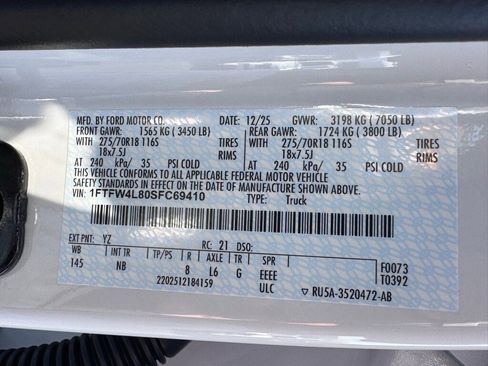 MFD. BY FORD MOTOR CO. 12/25 GVWR: 3198 KG ( 7050 LB)
FRONT GAWR: 1565 KG ( 3450 LB) REAR GAWR: 1724 KG ( 3800 LB)
WITH 275/70R18 116S TIRES WITH 275/70R18 116S TIRES
18x7.5J RIMS 18x7.5J RIMS
AT 240 kPa/ 35 PSI COLD AT 240 kPa/ 35 PSI COLD
THIS VEHICLE CONFORMS TO ALL APPLICABLE FEDERAL MOTOR VEHICLE
SAFETY AND THEFT PREVENTION STANDARDS IN EFFECT ON THE DATE OF
MANUFACTURE SHOWN ABOVE.
VIN: 1FTFW4L80SFC69410 TYPE: Truck
EXT PNT: YZ RC: 21 DSO:
WB INT TR TP/PS R AXLE TR SPR
145 NB 8 L6 G EEEE F0073
2202512184159 ULC T0392
▽ RU5A-3520472-AB